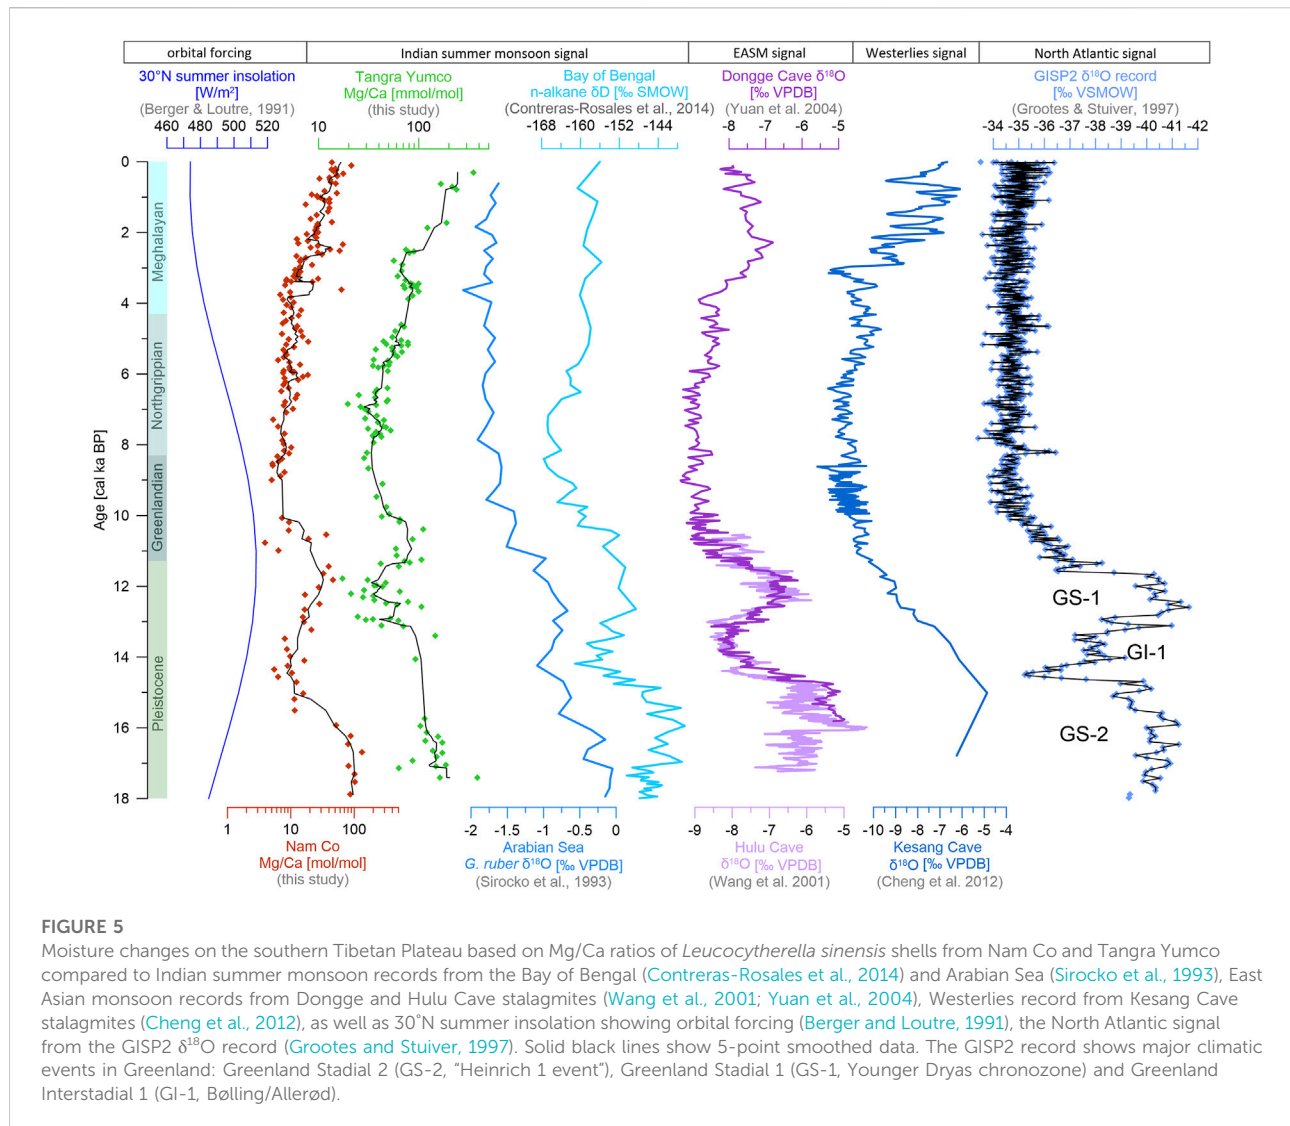 orbital forcing
Indian summer monsoon signal
EASM signal
Westerlies signal
North Atlantic signal
30°N summer insolation
[W/m²]
(Berger & Loutre, 1991)
460 480 500 520
Tangra Yumco
Mg/Ca [mmol/mol]
(this study)
10 100
Bay of Bengal
n-alkane δD [‰ SMOW]
(Contreras-Rosales et al., 2014)
-168 -160 -152 -144
Dongge Cave δ¹⁸O
[‰ VPDB]
(Yuan et al. 2004)
-8 -7 -6 -5
GISP2 δ¹⁸O record
[‰ VSMOW]
(Grootes & Stuiver, 1997)
-34 -35 -36 -37 -38 -39 -40 -41 -42
Age [cal ka BP]
0
2
4
6
8
10
12
14
16
18
Meghalayan
Northgrippian
Greenlandian
Pleistocene
GS-1
GI-1
GS-2
1 10 100
Nam Co
Mg/Ca [mol/mol]
(this study)
-2 -1.5 -1 -0.5 0
Arabian Sea
G. ruber δ¹⁸O [‰ VPDB]
(Sirocko et al., 1993)
-9 -8 -7 -6 -5
Hulu Cave
δ¹⁸O [‰ VPDB]
(Wang et al. 2001)
-10 -9 -8 -7 -6 -5 -4
Kesang Cave
δ¹⁸O [‰ VPDB]
(Cheng et al. 2012)
FIGURE 5
Moisture changes on the southern Tibetan Plateau based on Mg/Ca ratios of Leucocytherella sinensis shells from Nam Co and Tangra Yumco
compared to Indian summer monsoon records from the Bay of Bengal (Contreras-Rosales et al., 2014) and Arabian Sea (Sirocko et al., 1993), East
Asian monsoon records from Dongge and Hulu Cave stalagmites (Wang et al., 2001; Yuan et al., 2004), Westerlies record from Kesang Cave
stalagmites (Cheng et al., 2012), as well as 30°N summer insolation showing orbital forcing (Berger and Loutre, 1991), the North Atlantic signal
from the GISP2 δ¹⁸O record (Grootes and Stuiver, 1997). Solid black lines show 5-point smoothed data. The GISP2 record shows major climatic
events in Greenland: Greenland Stadial 2 (GS-2, “Heinrich 1 event”), Greenland Stadial 1 (GS-1, Younger Dryas chronozone) and Greenland
Interstadial 1 (GI-1, Bølling/Allerød).